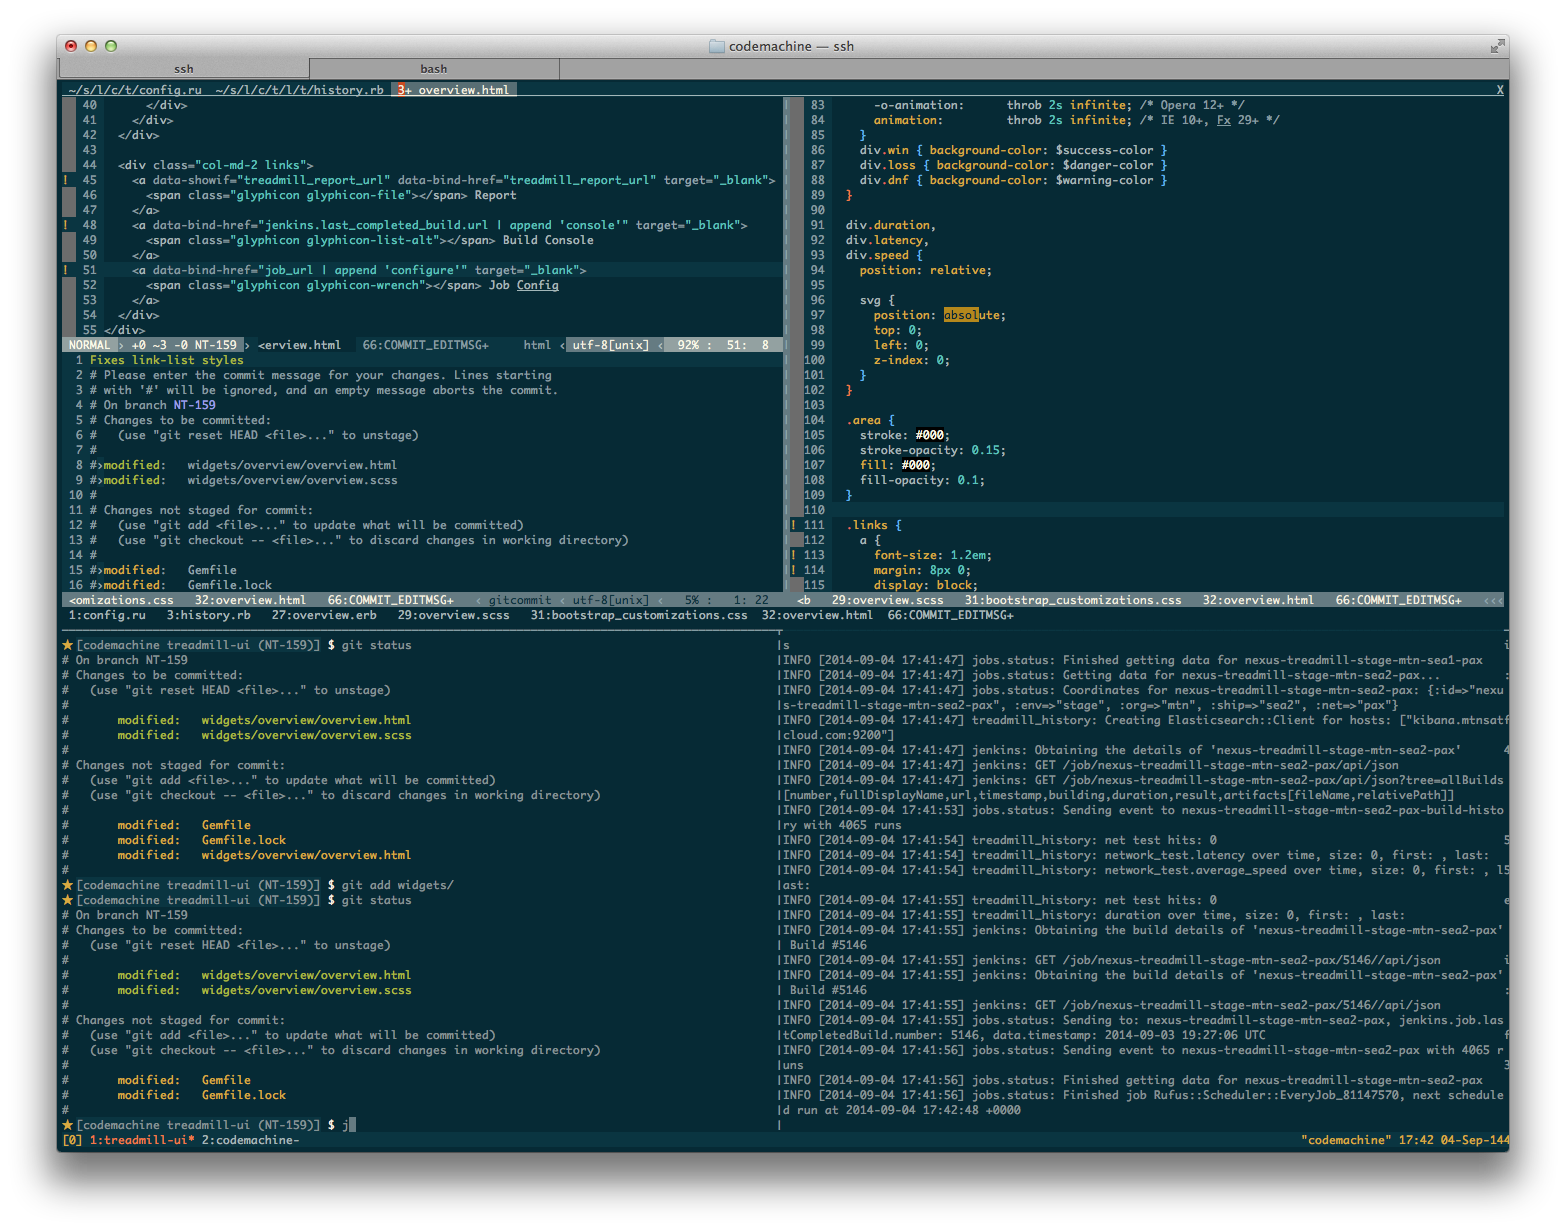 codemachine — ssh
ssh
bash
~/s/l/c/t/config.ru  ~/s/l/c/t/l/t/history.rb  3+ overview.html  X
40       </div>
41     </div>
42   </div>
43
44   <div class="col-md-2 links">
! 45     <a data-showif="treadmill_report_url" data-bind-href="treadmill_report_url" target="_blank">
46       <span class="glyphicon glyphicon-file"></span> Report
47     </a>
! 48     <a data-bind-href="jenkins.last_completed_build.url | append 'console'" target="_blank">
49       <span class="glyphicon glyphicon-list-alt"></span> Build Console
50     </a>
! 51     <a data-bind-href="job_url | append 'configure'" target="_blank">
52       <span class="glyphicon glyphicon-wrench"></span> Job Config
53     </a>
54   </div>
55 </div>
NORMAL › +0 ~3 -0 NT-159 › <erview.html   66:COMMIT_EDITMSG+     html ‹ utf-8[unix] ‹  92% :  51:  8
1 Fixes link-list styles
2 # Please enter the commit message for your changes. Lines starting
3 # with '#' will be ignored, and an empty message aborts the commit.
4 # On branch NT-159
5 # Changes to be committed:
6 #   (use "git reset HEAD <file>..." to unstage)
7 #
8 #›modified:   widgets/overview/overview.html
9 #›modified:   widgets/overview/overview.scss
10 #
11 # Changes not staged for commit:
12 #   (use "git add <file>..." to update what will be committed)
13 #   (use "git checkout -- <file>..." to discard changes in working directory)
14 #
15 #›modified:   Gemfile
16 #›modified:   Gemfile.lock
<omizations.css   32:overview.html   66:COMMIT_EDITMSG+   ‹ gitcommit ‹ utf-8[unix] ‹   5% :   1: 22
83       -o-animation:      throb 2s infinite; /* Opera 12+ */
84       animation:         throb 2s infinite; /* IE 10+, Fx 29+ */
85     }
86     div.win { background-color: $success-color }
87     div.loss { background-color: $danger-color }
88     div.dnf { background-color: $warning-color }
89   }
90
91   div.duration,
92   div.latency,
93   div.speed {
94     position: relative;
95
96     svg {
97       position: absolute;
98       top: 0;
99       left: 0;
100       z-index: 0;
101     }
102   }
103
104   .area {
105     stroke: #000;
106     stroke-opacity: 0.15;
107     fill: #000;
108     fill-opacity: 0.1;
109   }
110
! 111   .links {
112     a {
! 113       font-size: 1.2em;
! 114       margin: 8px 0;
115       display: block;
<b   29:overview.scss   31:bootstrap_customizations.css   32:overview.html   66:COMMIT_EDITMSG+   ‹‹‹
1:config.ru   3:history.rb   27:overview.erb   29:overview.scss   31:bootstrap_customizations.css  32:overview.html  66:COMMIT_EDITMSG+
★ [codemachine treadmill-ui (NT-159)] $ git status
# On branch NT-159
# Changes to be committed:
#   (use "git reset HEAD <file>..." to unstage)
#
#       modified:   widgets/overview/overview.html
#       modified:   widgets/overview/overview.scss
#
# Changes not staged for commit:
#   (use "git add <file>..." to update what will be committed)
#   (use "git checkout -- <file>..." to discard changes in working directory)
#
#       modified:   Gemfile
#       modified:   Gemfile.lock
#       modified:   widgets/overview/overview.html
#
★ [codemachine treadmill-ui (NT-159)] $ git add widgets/
★ [codemachine treadmill-ui (NT-159)] $ git status
# On branch NT-159
# Changes to be committed:
#   (use "git reset HEAD <file>..." to unstage)
#
#       modified:   widgets/overview/overview.html
#       modified:   widgets/overview/overview.scss
#
# Changes not staged for commit:
#   (use "git add <file>..." to update what will be committed)
#   (use "git checkout -- <file>..." to discard changes in working directory)
#
#       modified:   Gemfile
#       modified:   Gemfile.lock
#
★ [codemachine treadmill-ui (NT-159)] $ j
s i
INFO [2014-09-04 17:41:47] jobs.status: Finished getting data for nexus-treadmill-stage-mtn-sea1-pax
INFO [2014-09-04 17:41:47] jobs.status: Getting data for nexus-treadmill-stage-mtn-sea2-pax... :
INFO [2014-09-04 17:41:47] jobs.status: Coordinates for nexus-treadmill-stage-mtn-sea2-pax: {:id=>"nexu
s-treadmill-stage-mtn-sea2-pax", :env=>"stage", :org=>"mtn", :ship=>"sea2", :net=>"pax"}
INFO [2014-09-04 17:41:47] treadmill_history: Creating Elasticsearch::Client for hosts: ["kibana.mtnsatf
cloud.com:9200"]
INFO [2014-09-04 17:41:47] jenkins: Obtaining the details of 'nexus-treadmill-stage-mtn-sea2-pax' 4
INFO [2014-09-04 17:41:47] jenkins: GET /job/nexus-treadmill-stage-mtn-sea2-pax/api/json
INFO [2014-09-04 17:41:47] jenkins: GET /job/nexus-treadmill-stage-mtn-sea2-pax/api/json?tree=allBuilds
[number,fullDisplayName,url,timestamp,building,duration,result,artifacts[fileName,relativePath]]
INFO [2014-09-04 17:41:53] jobs.status: Sending event to nexus-treadmill-stage-mtn-sea2-pax-build-histo
ry with 4065 runs
INFO [2014-09-04 17:41:54] treadmill_history: net test hits: 0 5
INFO [2014-09-04 17:41:54] treadmill_history: network_test.latency over time, size: 0, first: , last:
INFO [2014-09-04 17:41:54] treadmill_history: network_test.average_speed over time, size: 0, first: , l5
ast:
INFO [2014-09-04 17:41:55] treadmill_history: net test hits: 0 e
INFO [2014-09-04 17:41:55] treadmill_history: duration over time, size: 0, first: , last:
INFO [2014-09-04 17:41:55] jenkins: Obtaining the build details of 'nexus-treadmill-stage-mtn-sea2-pax'
Build #5146
INFO [2014-09-04 17:41:55] jenkins: GET /job/nexus-treadmill-stage-mtn-sea2-pax/5146//api/json i
INFO [2014-09-04 17:41:55] jenkins: Obtaining the build details of 'nexus-treadmill-stage-mtn-sea2-pax'
Build #5146 :
INFO [2014-09-04 17:41:55] jenkins: GET /job/nexus-treadmill-stage-mtn-sea2-pax/5146//api/json
INFO [2014-09-04 17:41:55] jobs.status: Sending to: nexus-treadmill-stage-mtn-sea2-pax, jenkins.job.las
tCompletedBuild.number: 5146, data.timestamp: 2014-09-03 19:27:06 UTC f
INFO [2014-09-04 17:41:56] jobs.status: Sending event to nexus-treadmill-stage-mtn-sea2-pax with 4065 r
uns 3
INFO [2014-09-04 17:41:56] jobs.status: Finished getting data for nexus-treadmill-stage-mtn-sea2-pax
INFO [2014-09-04 17:41:56] jobs.status: Finished job Rufus::Scheduler::EveryJob_81147570, next schedule
d run at 2014-09-04 17:42:48 +0000
[0] 1:treadmill-ui* 2:codemachine-
"codemachine" 17:42 04-Sep-144